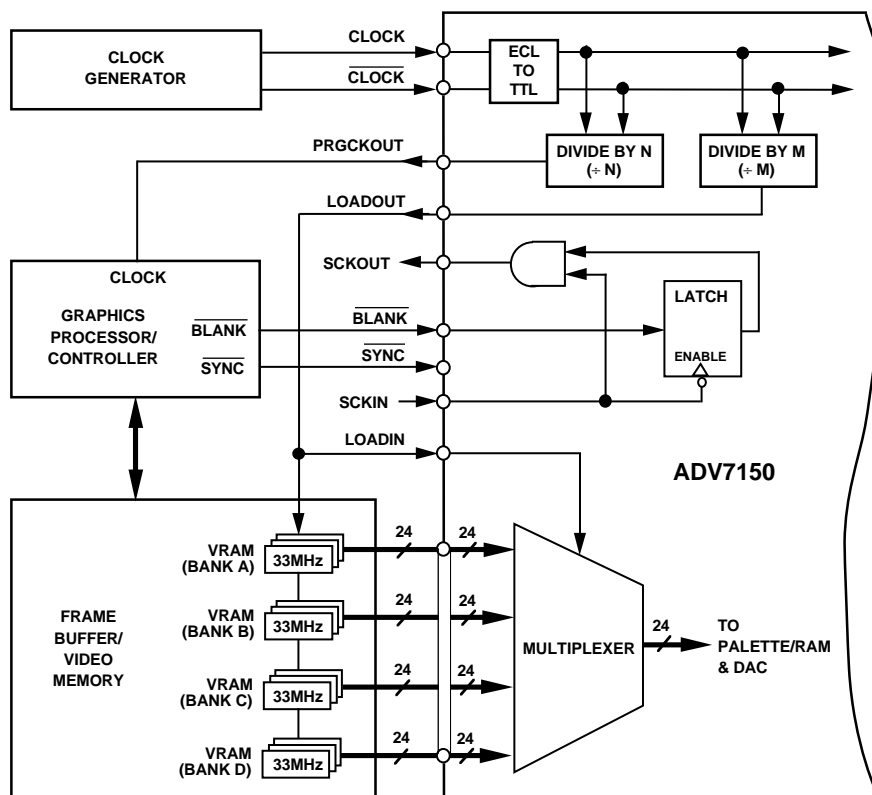 CLOCK
GENERATOR
CLOCK
CLOCK
ECL
TO
TTL
DIVIDE BY N
(÷ N)
DIVIDE BY M
(÷ M)
PRGCKOUT
LOADOUT
SCKOUT
CLOCK
GRAPHICS
PROCESSOR/
CONTROLLER
BLANK
SYNC
BLANK
SYNC
LATCH
ENABLE
SCKIN
LOADIN
ADV7150
FRAME
BUFFER/
VIDEO
MEMORY
VRAM
(BANK A)
33MHz
24
24
VRAM
(BANK B)
33MHz
24
24
VRAM
(BANK C)
33MHz
24
24
VRAM
(BANK D)
33MHz
24
24
MULTIPLEXER
24
TO
PALETTE/RAM
& DAC